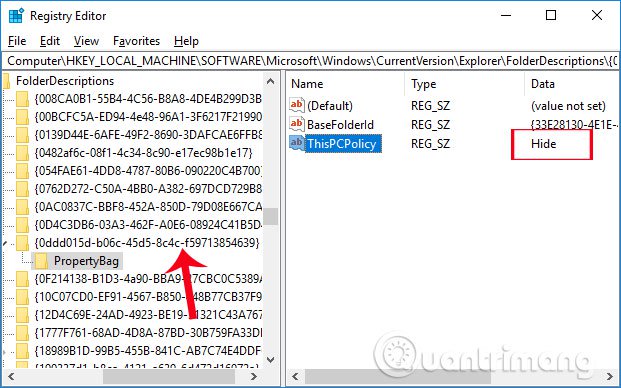 Registry Editor
File Edit View Favorites Help
Computer\HKEY_LOCAL_MACHINE\SOFTWARE\Microsoft\Windows\CurrentVersion\Explorer\FolderDescriptions\{0
FolderDescriptions
{008CA0B1-55B4-4C56-B8A8-4DE4B299D3B
{00BCFC5A-ED94-4e48-96A1-3F6217F21990
{0139D44E-6AFE-49F2-8690-3DAFCAE6FFB8
{0482af6c-08f1-4c34-8c90-e17ec98b1e17}
{054FAE61-4DD8-4787-80B6-090220C4B700}
{0762D272-C50A-4BB0-A382-697DCD729B8
{0AC0837C-BBF8-452A-850D-79D08E667CA
{0D4C3DB6-03A3-462F-A0E6-08924C41B5D
{0ddd015d-b06c-45d5-8c4c-f59713854639}
PropertyBag
{0F214138-B1D3-4a90-BBA9-27CBC0C5389A
{10C07CD0-EF91-4567-B850-448B77CB37F9
{12D4C69E-24AD-4923-BE19-31321C43A767
{1777F761-68AD-4D8A-87BD-30B759FA33D
{18989B1D-99B5-455B-841C-AB7C74E4DDF
Name Type Data
(Default) REG_SZ (value not set)
BaseFolderId REG_SZ {33E28130-4E1E-
ThisPCPolicy REG_SZ Hide
Quantrimang